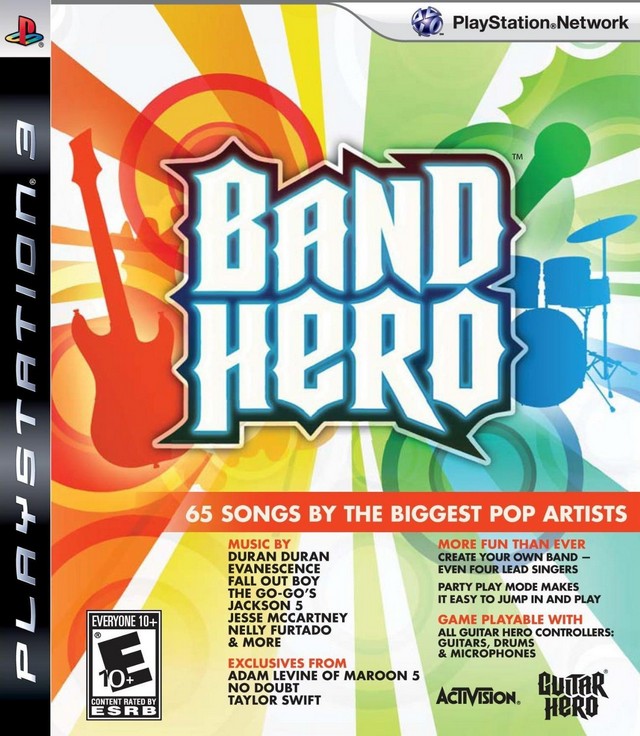 PlayStation®Network
PLAYSTATION® 3
BAND
HERO
TM
65 SONGS BY THE BIGGEST POP ARTISTS
MUSIC BY
DURAN DURAN
EVANESCENCE
FALL OUT BOY
THE GO-GO'S
JACKSON 5
JESSE MCCARTNEY
NELLY FURTADO
& MORE
EXCLUSIVES FROM
ADAM LEVINE OF MAROON 5
NO DOUBT
TAYLOR SWIFT
MORE FUN THAN EVER
CREATE YOUR OWN BAND –
EVEN FOUR LEAD SINGERS
PARTY PLAY MODE MAKES
IT EASY TO JUMP IN AND PLAY
GAME PLAYABLE WITH
ALL GUITAR HERO CONTROLLERS:
GUITARS, DRUMS
& MICROPHONES
EVERYONE 10+
E
10+
®
CONTENT RATED BY
ESRB
ACTIVISION®
GUITAR
HERO®